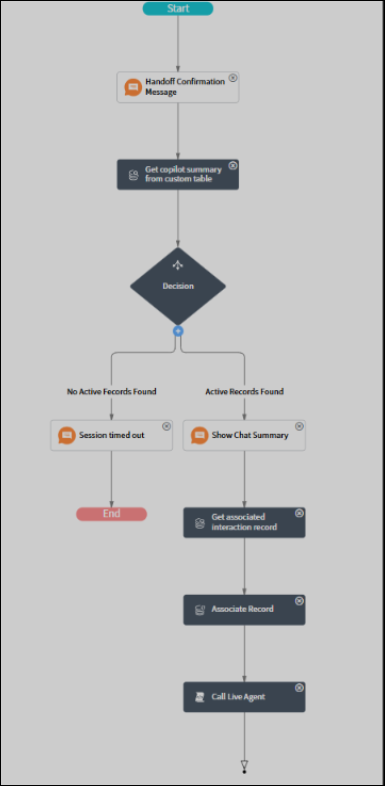 Start
Handoff Confirmation
Message
Get copilot summary
from custom table
Decision
No Active Fecords Found
Active Records Found
Session timed out
Show Chat Summary
End
Get associated
interaction record
Associate Record
Call Live Agent